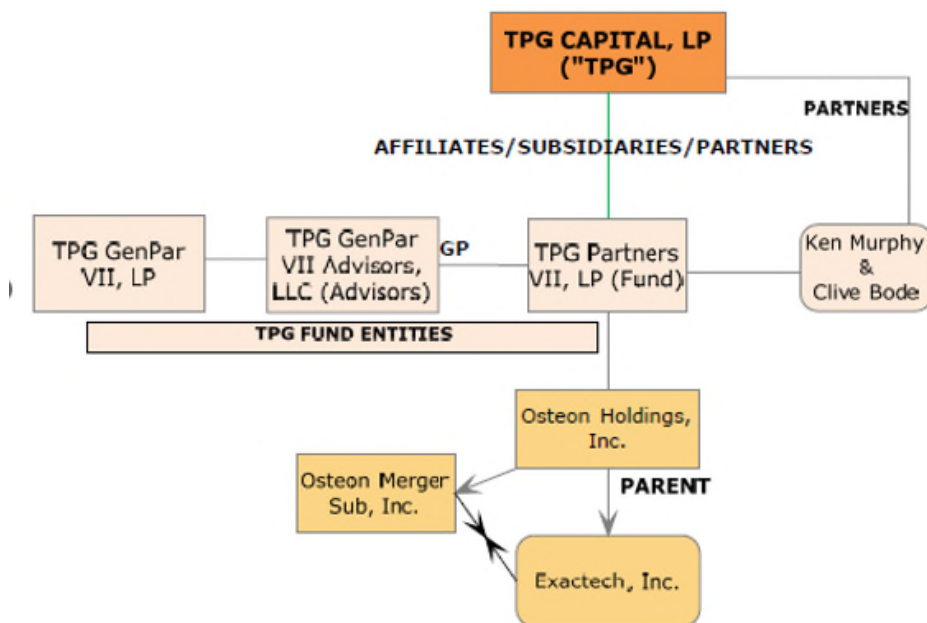 TPG CAPITAL, LP
("TPG")
PARTNERS
AFFILIATES/SUBSIDIARIES/PARTNERS
TPG GenPar
VII, LP
TPG GenPar
VII Advisors,
LLC (Advisors)
GP
TPG Partners
VII, LP (Fund)
Ken Murphy
&
Clive Bode
TPG FUND ENTITIES
Osteon Holdings,
Inc.
Osteon Merger
Sub, Inc.
PARENT
Exactech, Inc.